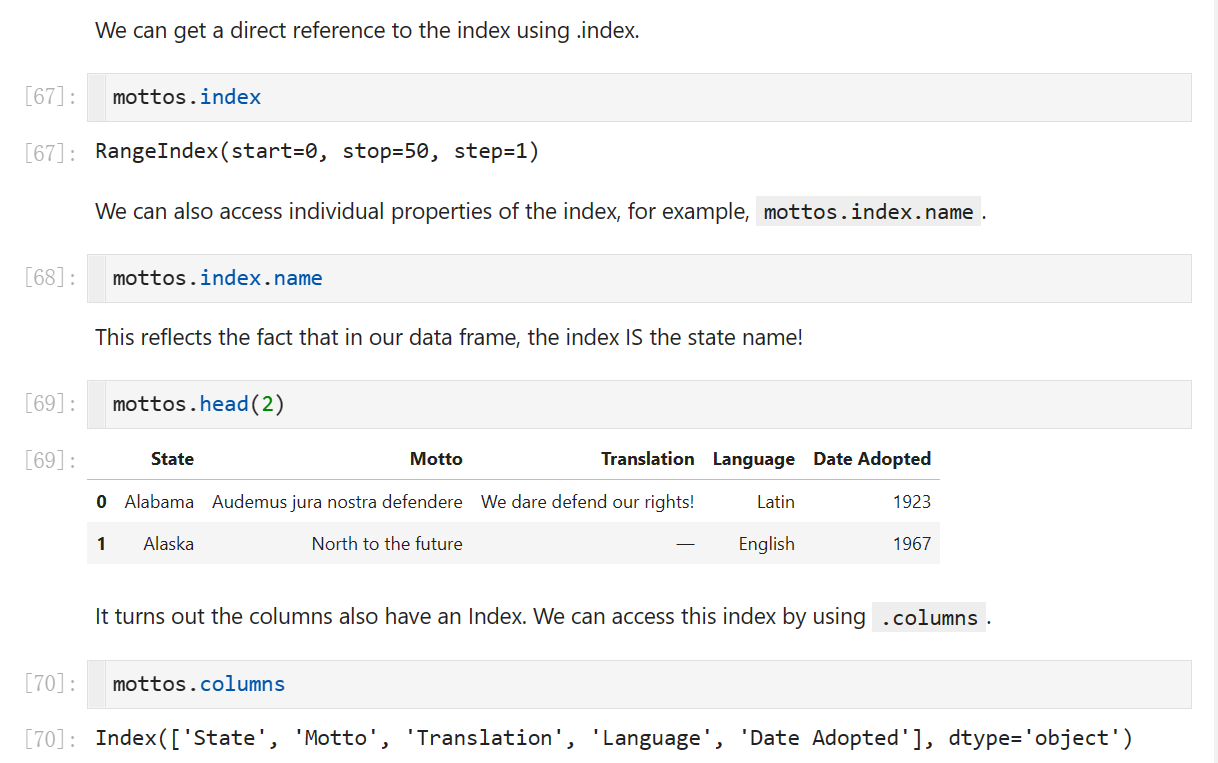 We can get a direct reference to the index using .index.
[67]: mottos.index
[67]: RangeIndex(start=0, stop=50, step=1)
We can also access individual properties of the index, for example, mottos.index.name.
[68]: mottos.index.name
This reflects the fact that in our data frame, the index IS the state name!
[69]: mottos.head(2)
[69]: State Motto Translation Language Date Adopted
0 Alabama Audemus jura nostra defendere We dare defend our rights! Latin 1923
1 Alaska North to the future — English 1967
It turns out the columns also have an Index. We can access this index by using .columns.
[70]: mottos.columns
[70]: Index(['State', 'Motto', 'Translation', 'Language', 'Date Adopted'], dtype='object')